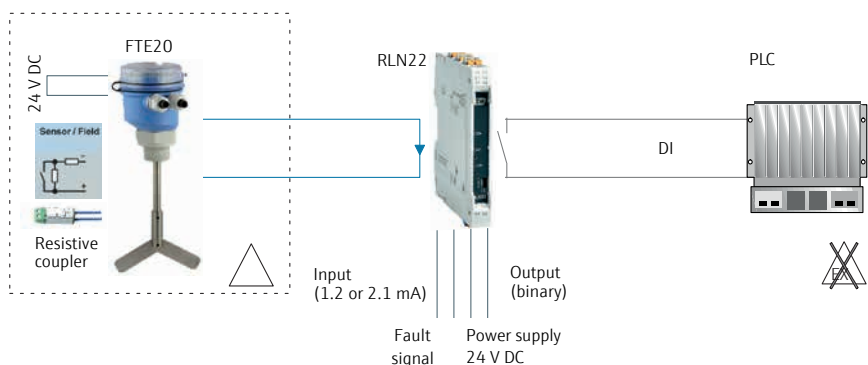 FTE20
24 V DC
Sensor / Field
Resistive
coupler
RLN22
Input
(1.2 or 2.1 mA)
Output
(binary)
Fault
signal
Power supply
24 V DC
PLC
DI
EX